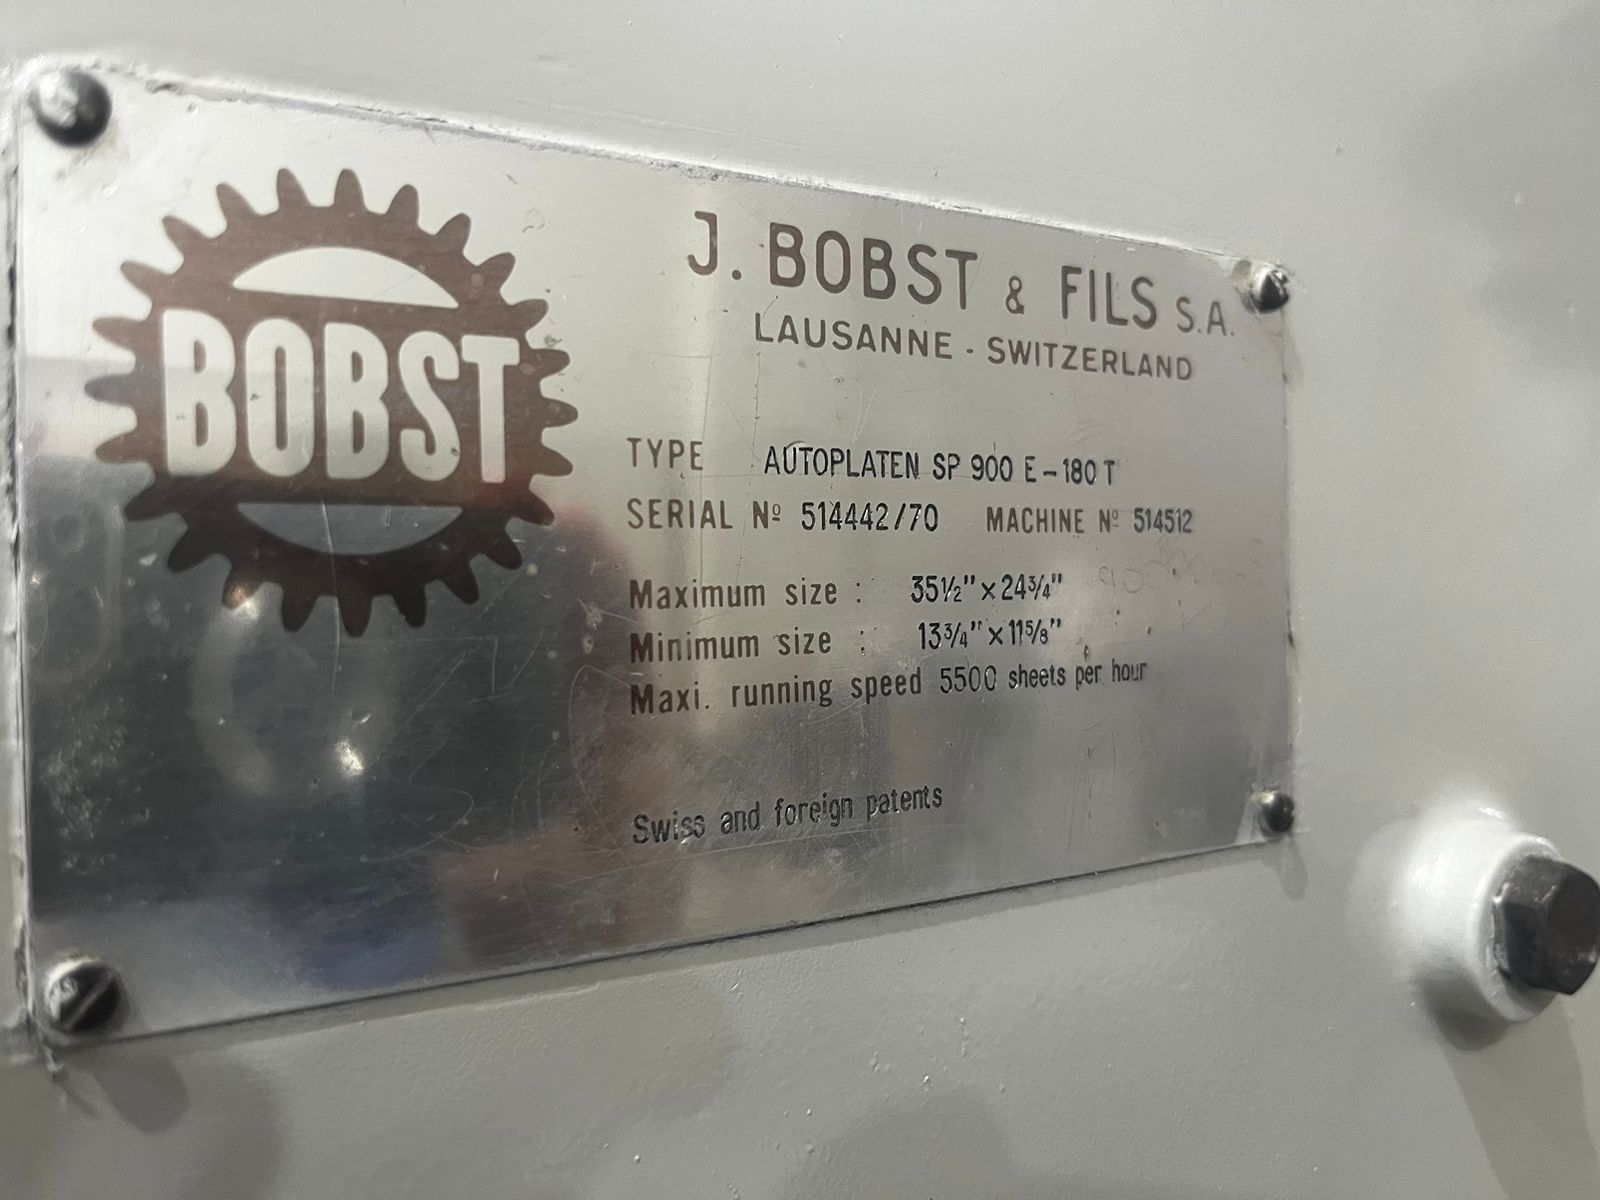 BOBST
J. BOBST & FILS S.A.
LAUSANNE - SWITZERLAND
TYPE AUTOPLATEN SP 900 E-180 T
SERIAL Nº 514442/70 MACHINE Nº 514512
Maximum size : 35½" x 24¾"
Minimum size : 13¾" x 11⅝"
Maxi. running speed 5500 sheets per hour
Swiss and foreign patents